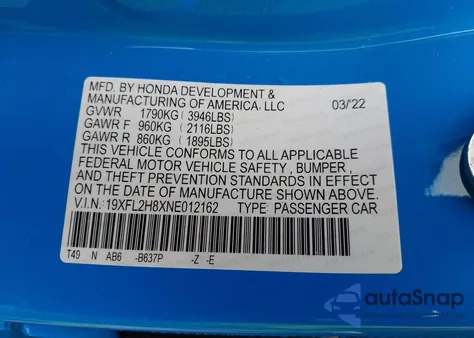 MFD. BY HONDA DEVELOPMENT &
MANUFACTURING OF AMERICA, LLC 03/22
GVWR 1790KG (3946LBS)
GAWR F 960KG (2116LBS)
GAWR R 860KG (1895LBS)
THIS VEHICLE CONFORMS TO ALL APPLICABLE
FEDERAL MOTOR VEHICLE SAFETY, BUMPER,
AND THEFT PREVENTION STANDARDS IN EFFECT
ON THE DATE OF MANUFACTURE SHOWN ABOVE.
V.I.N.:19XFL2H8XNE012162 TYPE: PASSENGER CAR
T49 N AB6 -B637P -Z -E
autoSnap